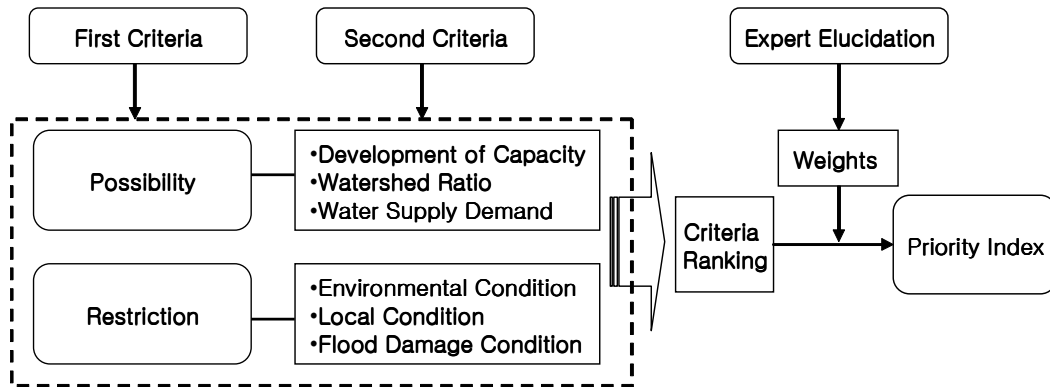 First Criteria
Second Criteria
Expert Elucidation
Possibility
•Development of Capacity
•Watershed Ratio
•Water Supply Demand
Weights
Criteria
Ranking
Priority Index
Restriction
•Environmental Condition
•Local Condition
•Flood Damage Condition